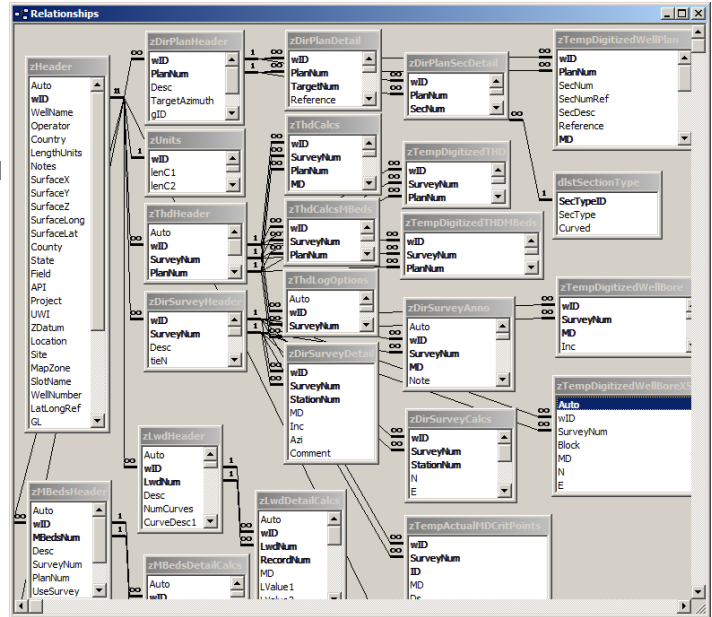 Relationships
zHeader
Auto
wID
WellName
Operator
Country
LengthUnits
Notes
SurfaceX
SurfaceY
SurfaceZ
SurfaceLong
SurfaceLat
County
State
Field
API
Project
UWI
ZDatum
Location
Site
MapZone
SlotName
WellNumber
LatLongRef
GL
zDirPlanHeader
wID
PlanNum
Desc
TargetAzimuth
gID
zUnits
wID
lenC1
lenC2
zThdHeader
Auto
wID
SurveyNum
PlanNum
zDirSurveyHeader
wID
SurveyNum
Desc
tieN
zLwdHeader
Auto
wID
LwdNum
Desc
NumCurves
CurveDesc1
zMBedsHeader
Auto
wID
MBedsNum
Desc
SurveyNum
PlanNum
UseSurvey
zMBedsDetailCalcs
Auto
wID
zDirPlanDetail
wID
PlanNum
TargetNum
Reference
zThdCalcs
wID
SurveyNum
PlanNum
MD
zThdCalcsMBeds
wID
SurveyNum
PlanNum
zThdLogOptions
Auto
wID
SurveyNum
zDirSurveyDetail
wID
SurveyNum
StationNum
MD
Inc
Azi
Comment
zLwdDetailCalcs
Auto
wID
LwdNum
RecordNum
MD
LValue1
zDirPlanSecDetail
wID
PlanNum
SecNum
zTempDigitizedTHD
wID
SurveyNum
PlanNum
zTempDigitizedTHDMBeds
wID
SurveyNum
PlanNum
zDirSurveyAnno
Auto
wID
SurveyNum
MD
Note
zDirSurveyCalcs
wID
SurveyNum
StationNum
N
E
zTempActualMDCritPoints
wID
SurveyNum
ID
MD
zTempDigitizedWellPlan
wID
PlanNum
SecNum
SecNumRef
SecDesc
Reference
MD
dlstSectionType
SecTypeID
SecType
Curved
zTempDigitizedWellBore
wID
SurveyNum
MD
Inc
zTempDigitizedWellBoreXS
Auto
wID
SurveyNum
Block
MD
N
E